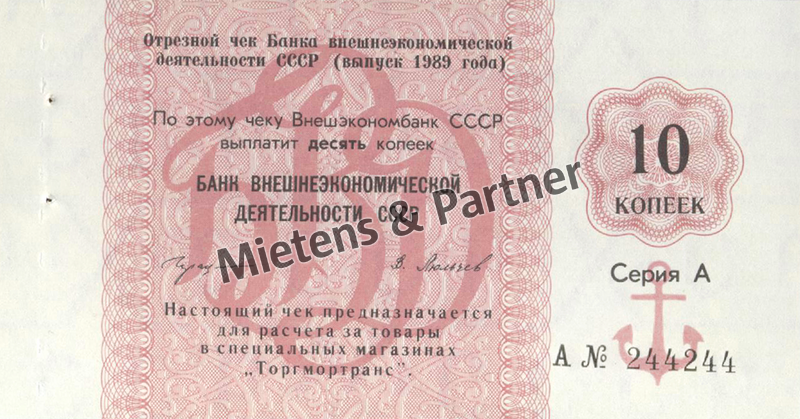 Отрезной чек Банка внешнеэкономической
деятельности СССР (выпуск 1989 года)
По этому чеку Внешэкономбанк СССР
выплатит десять копеек
БАНК ВНЕШНЕЭКОНОМИЧЕСКОЙ
ДЕЯТЕЛЬНОСТИ СССР
Mietens & Partner
Настоящий чек предназначается
для расчета за товары
в специальных магазинах
„Торгмортранс".
10
КОПЕЕК
Серия А
А № 244244